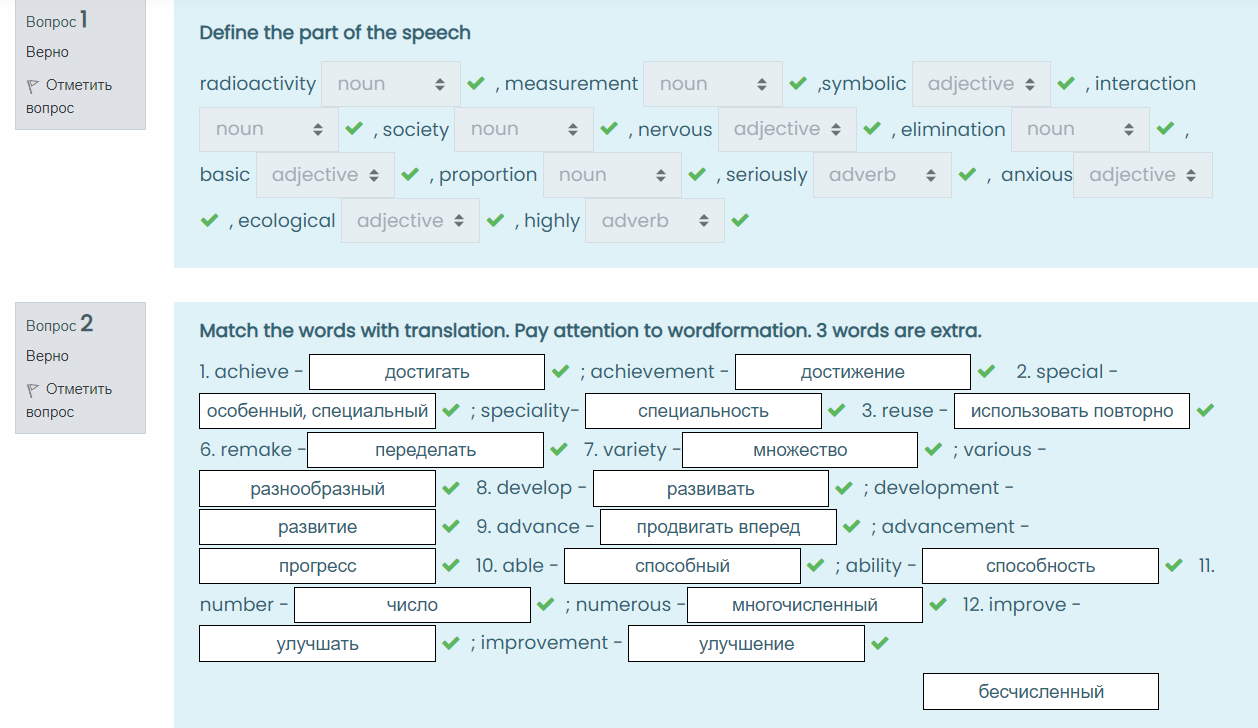 Вопрос 1
Верно
Отметить
вопрос
Define the part of the speech
radioactivity noun , measurement noun ,symbolic adjective , interaction
noun , society noun , nervous adjective , elimination noun ,
basic adjective , proportion noun , seriously adverb , anxious adjective
, ecological adjective , highly adverb
Вопрос 2
Верно
Отметить
вопрос
Match the words with translation. Pay attention to wordformation. 3 words are extra.
1. achieve - достигать ; achievement - достижение 2. special -
особенный, специальный ; speciality- специальность 3. reuse - использовать повторно
6. remake - переделать 7. variety - множество ; various -
разнообразный 8. develop - развивать ; development -
развитие 9. advance - продвигать вперед ; advancement -
прогресс 10. able - способный ; ability - способность 11.
number - число ; numerous - многочисленный 12. improve -
улучшать ; improvement - улучшение
бесчисленный